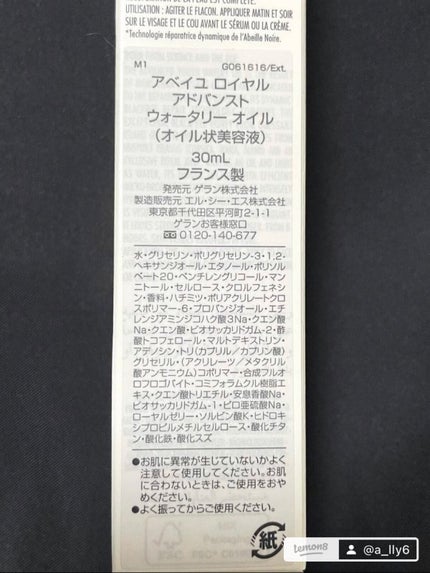 UTILISATION : AGITER LE FLACON, APPLIQUER MATIN ET SOIR
SUR LE VISAGE ET LE COU AVANT LE SÉRUM OU LA CRÈME.
*Technologie réparatrice dynamique de l'Abeille Noire.
M1 G061616/Ext.
アベイユ ロイヤル
アドバンスト
ウォータリー オイル
(オイル状美容液)
30mL
フランス製
発売元 ゲラン株式会社
製造販売元 エル・シー・エス株式会社
東京都千代田区平河町2-1-1
ゲランお客様窓口
0120-140-677
水・グリセリン・ポリグリセリン-3・1,2-
ヘキサンジオール・エタノール・ポリソル
ベート20・ペンチレングリコール・マン
ニトール・セルロース・クロルフェネシ
ン・香料・ハチミツ・ポリアクリレートクロ
スポリマー-6・プロパンジオール・エチ
レンジアミンジコハク酸3Na・クエン酸
Na・クエン酸・ビオサッカリドガム-2・酢
酸トコフェロール・マルトデキストリン・
アデノシン・トリ(カプリル/カプリン酸)
グリセリル・(アクリレーツ/メタクリル
酸アンモニウム)コポリマー・合成フルオ
ロフロゴパイト・コミフォラムクル樹脂エ
キス・クエン酸トリエチル・安息香酸Na・
ビオサッカリドガム-1・ピロ亜硫酸Na・
ローヤルゼリー・ソルビン酸K・ヒドロキ
シプロピルメチルセルロース・酸化チタ
ン・酸化鉄・酸化スズ
●お肌に異常が生じていないかよく
注意して使用してください。お肌
に合わないときは、ご使用をおや
めください。
●よく振ってからご使用ください。
紙
lemon8 @a_lly6